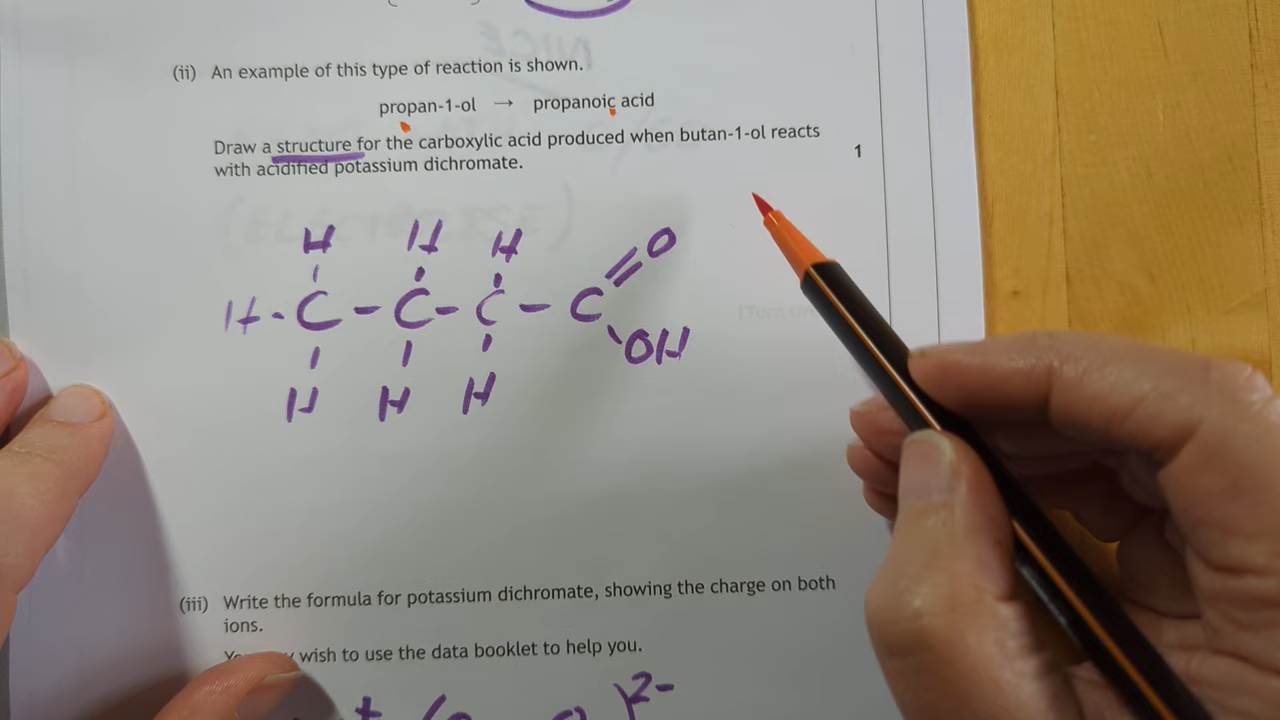 (ii) An example of this type of reaction is shown.
propan-1-ol → propanoic acid
Draw a structure for the carboxylic acid produced when butan-1-ol reacts
with acidified potassium dichromate.
1
H H H O
H-C-C-C-C
OH
H H H
(iii) Write the formula for potassium dichromate, showing the charge on both
ions.
wish to use the data booklet to help you.
)2-